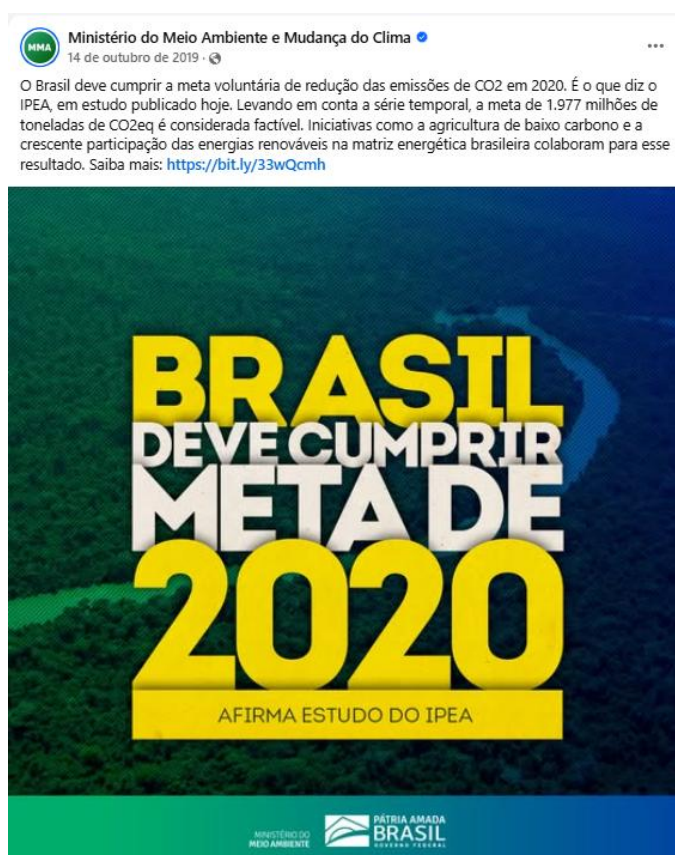 MMA
Ministério do Meio Ambiente e Mudança do Clima
14 de outubro de 2019 ·
O Brasil deve cumprir a meta voluntária de redução das emissões de CO2 em 2020. É o que diz o
IPEA, em estudo publicado hoje. Levando em conta a série temporal, a meta de 1.977 milhões de
toneladas de CO2eq é considerada factível. Iniciativas como a agricultura de baixo carbono e a
crescente participação das energias renováveis na matriz energética brasileira colaboram para esse
resultado. Saiba mais: https://bit.ly/33wQcmh
BRASIL
DEVE CUMPRIR
META DE
2020
AFIRMA ESTUDO DO IPEA
MINISTÉRIO DO
MEIO AMBIENTE
PÁTRIA AMADA
BRASIL
GOVERNO FEDERAL